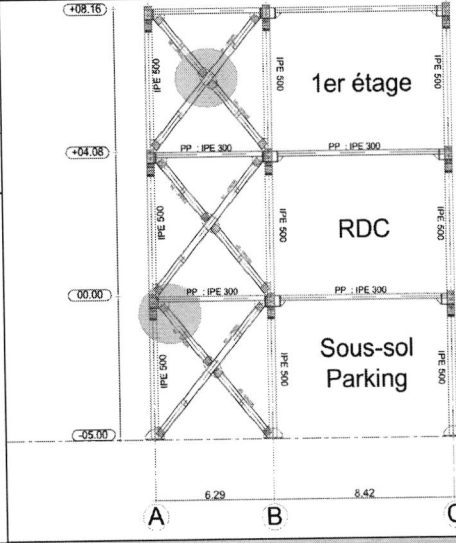 +08.16
IPE 500
IPE 500
1er étage
IPE 500
+04.08
PP : IPE 300
PP : IPE 300
IPE 500
IPE 500
RDC
IPE 500
00.00
PP : IPE 300
PP : IPE 300
IPE 500
IPE 500
Sous-sol
Parking
IPE 500
-05.00
6.29
8.42
A
B
C